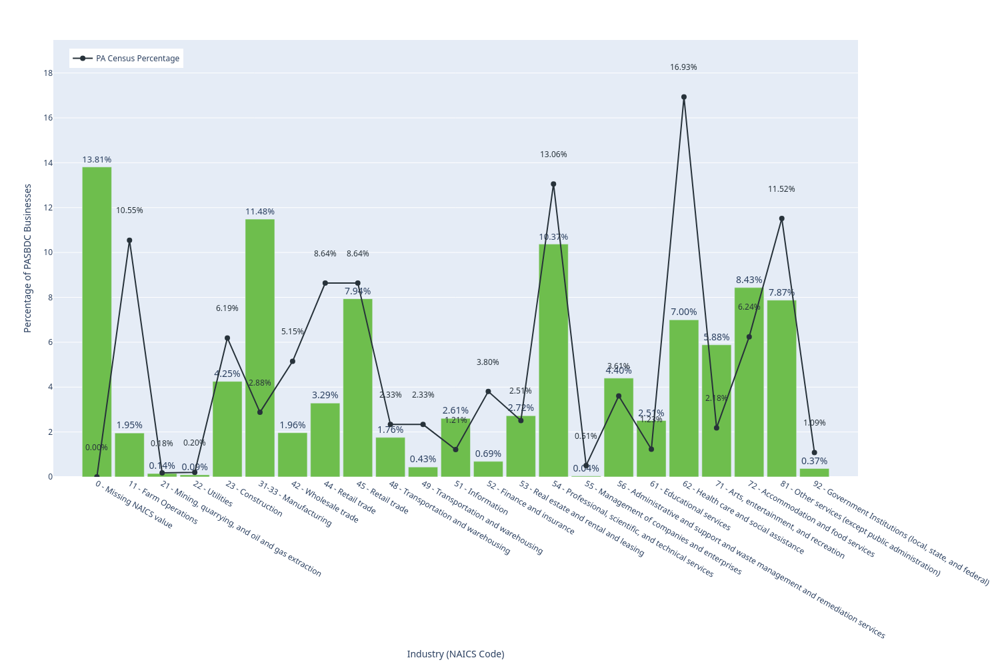 PA Census Percentage
Percentage of PASBDC Businesses
18
16
14
12
10
8
6
4
2
0
13.81%
1.95%
0.14%
0.09%
4.25%
11.48%
1.96%
3.29%
7.94%
1.76%
0.43%
2.61%
0.69%
2.72%
10.37%
0.04%
4.40%
2.51%
7.00%
5.88%
8.43%
7.87%
0.37%
0.00%
10.55%
0.18%
0.20%
6.19%
2.88%
5.15%
8.64%
8.64%
2.33%
2.33%
1.21%
3.80%
2.51%
13.06%
0.51%
3.61%
1.23%
16.93%
2.18%
6.24%
11.52%
1.09%
0 - Missing NAICS value
11 - Farm Operations
21 - Mining, quarrying, and oil and gas extraction
22 - Utilities
23 - Construction
31-33 - Manufacturing
42 - Wholesale trade
44 - Retail trade
45 - Retail trade
48 - Transportation and warehousing
49 - Transportation and warehousing
51 - Information
52 - Finance and insurance
53 - Real estate and rental and leasing
54 - Professional, scientific, and technical services
55 - Management of companies and enterprises
56 - Administrative and support and waste management and remediation services
61 - Educational services
62 - Health care and social assistance
71 - Arts, entertainment, and recreation
72 - Accommodation and food services
81 - Other services (except public administration)
92 - Government Institutions (local, state, and federal)
Industry (NAICS Code)